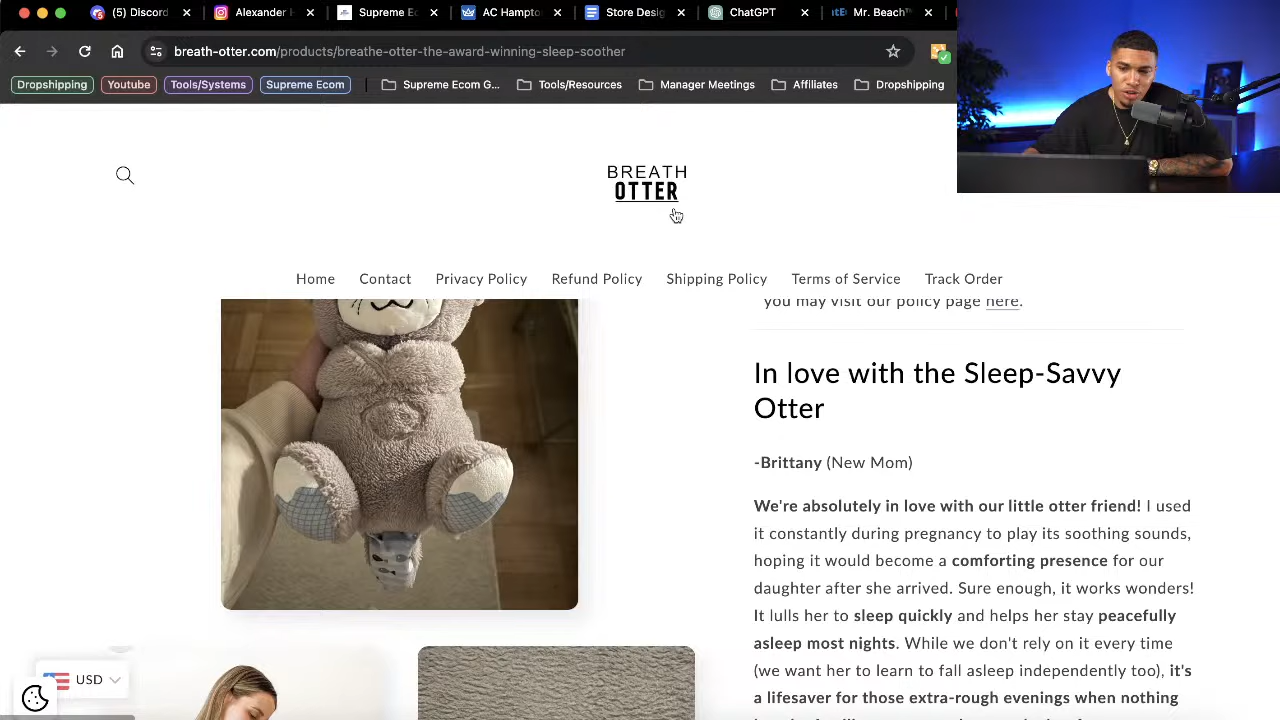 (5) Discord
Alexander H
Supreme Ec
AC Hampto
Store Desig
ChatGPT
Mr. Beach
breath-otter.com/products/breathe-otter-the-award-winning-sleep-soother
Dropshipping
Youtube
Tools/Systems
Supreme Ecom
Supreme Ecom G...
Tools/Resources
Manager Meetings
Affiliates
Dropshipping
BREATH
OTTER
Home
Contact
Privacy Policy
Refund Policy
Shipping Policy
Terms of Service
Track Order
you may visit our policy page here.
In love with the Sleep-Savvy
Otter
-Brittany (New Mom)
We're absolutely in love with our little otter friend! I used
it constantly during pregnancy to play its soothing sounds,
hoping it would become a comforting presence for our
daughter after she arrived. Sure enough, it works wonders!
It lulls her to sleep quickly and helps her stay peacefully
asleep most nights. While we don't rely on it every time
(we want her to learn to fall asleep independently too), it's
a lifesaver for those extra-rough evenings when nothing
USD